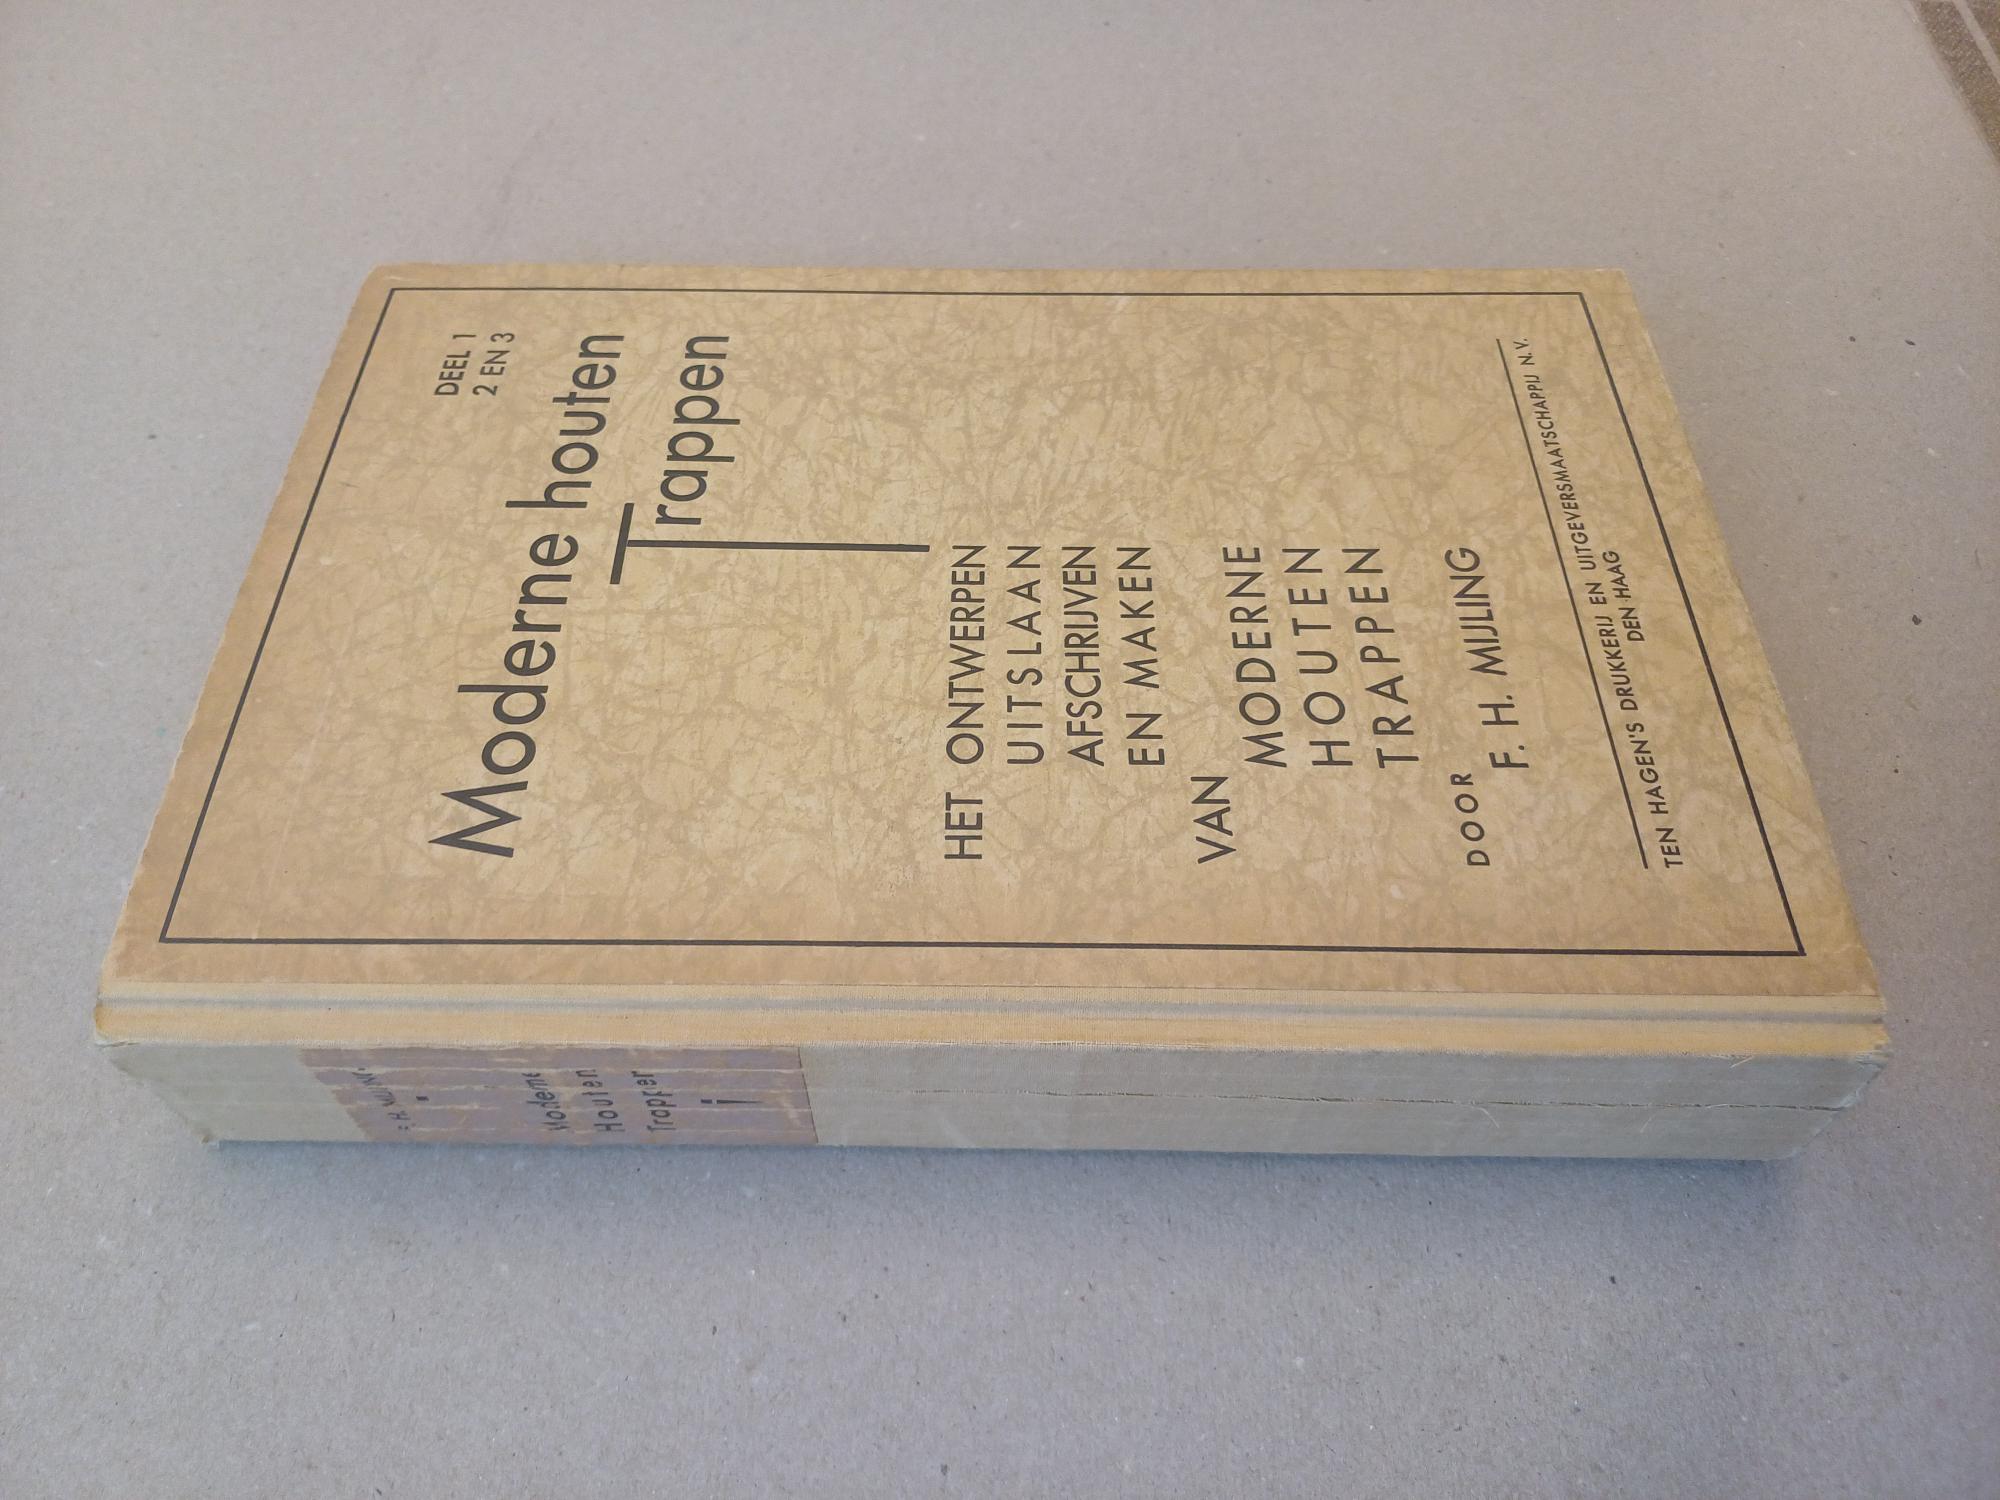 DEEL 1
2 EN 3
Moderne houten
Trappen
HET ONTWERPEN
UITSLAAN
AFSCHRIJVEN
EN MAKEN
VAN
MODERNE
HOUTEN
TRAPPEN
DOOR
F. H. MIJLING
TEN HAGEN'S DRUKKERIJ EN UITGEVERSMAATSCHAPPIJ N.V.
DEN HAAG
Moderne
Houten